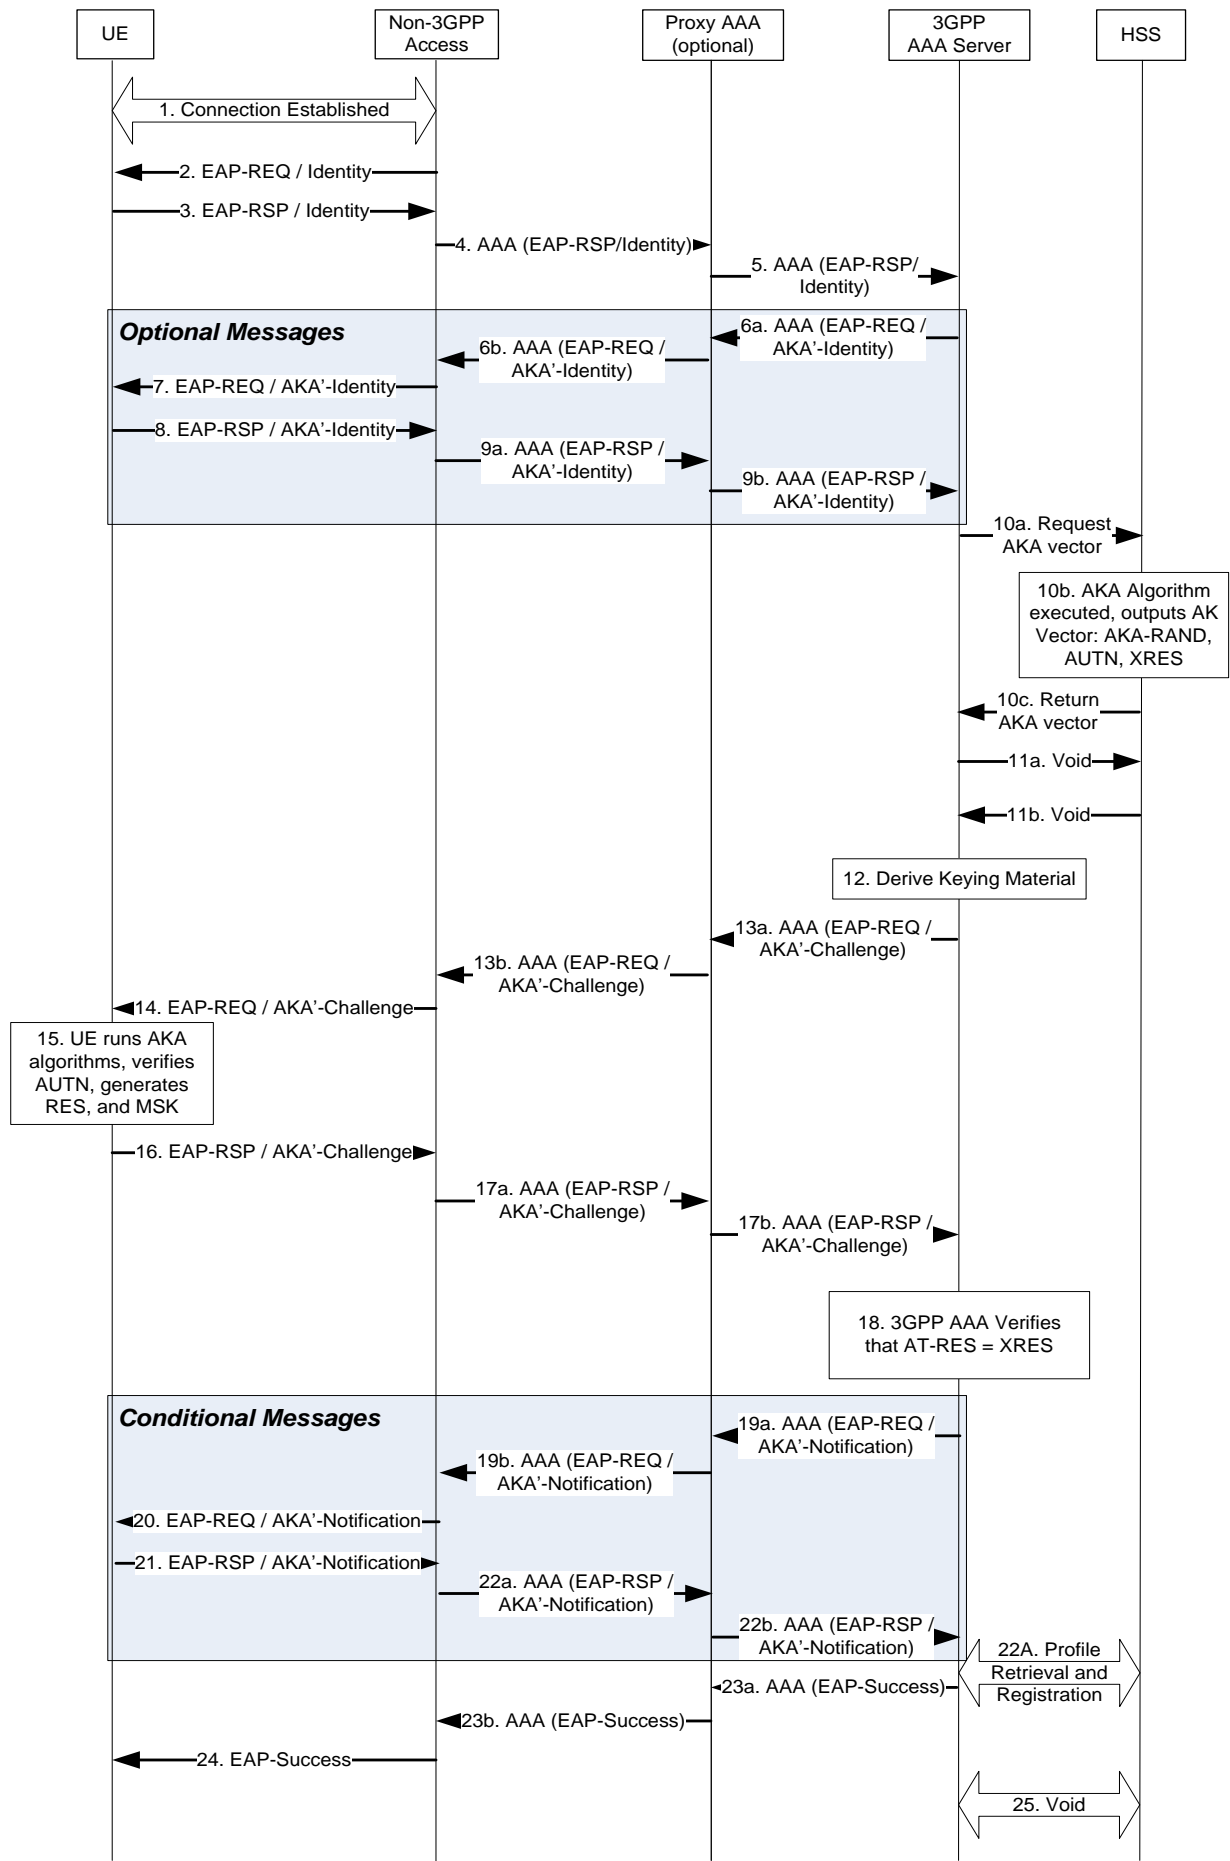 UE
Non-3GPP
Access
Proxy AAA
(optional)
3GPP
AAA Server
HSS
1. Connection Established
2. EAP-REQ / Identity
3. EAP-RSP / Identity
4. AAA (EAP-RSP/Identity)
5. AAA (EAP-RSP/
Identity)
Optional Messages
6a. AAA (EAP-REQ /
AKA’-Identity)
6b. AAA (EAP-REQ /
AKA’-Identity)
7. EAP-REQ / AKA’-Identity
8. EAP-RSP / AKA’-Identity
9a. AAA (EAP-RSP /
AKA’-Identity)
9b. AAA (EAP-RSP /
AKA’-Identity)
10a. Request
AKA vector
10b. AKA Algorithm
executed, outputs AK
Vector: AKA-RAND,
AUTN, XRES
10c. Return
AKA vector
11a. Void
11b. Void
12. Derive Keying Material
13a. AAA (EAP-REQ /
AKA’-Challenge)
13b. AAA (EAP-REQ /
AKA’-Challenge)
14. EAP-REQ / AKA’-Challenge
15. UE runs AKA
algorithms, verifies
AUTN, generates
RES, and MSK
16. EAP-RSP / AKA’-Challenge
17a. AAA (EAP-RSP /
AKA’-Challenge)
17b. AAA (EAP-RSP /
AKA’-Challenge)
18. 3GPP AAA Verifies
that AT-RES = XRES
Conditional Messages
19a. AAA (EAP-REQ /
AKA’-Notification)
19b. AAA (EAP-REQ /
AKA’-Notification)
20. EAP-REQ / AKA’-Notification
21. EAP-RSP / AKA’-Notification
22a. AAA (EAP-RSP /
AKA’-Notification)
22b. AAA (EAP-RSP /
AKA’-Notification)
22A. Profile
Retrieval and
Registration
23a. AAA (EAP-Success)
23b. AAA (EAP-Success)
24. EAP-Success
25. Void